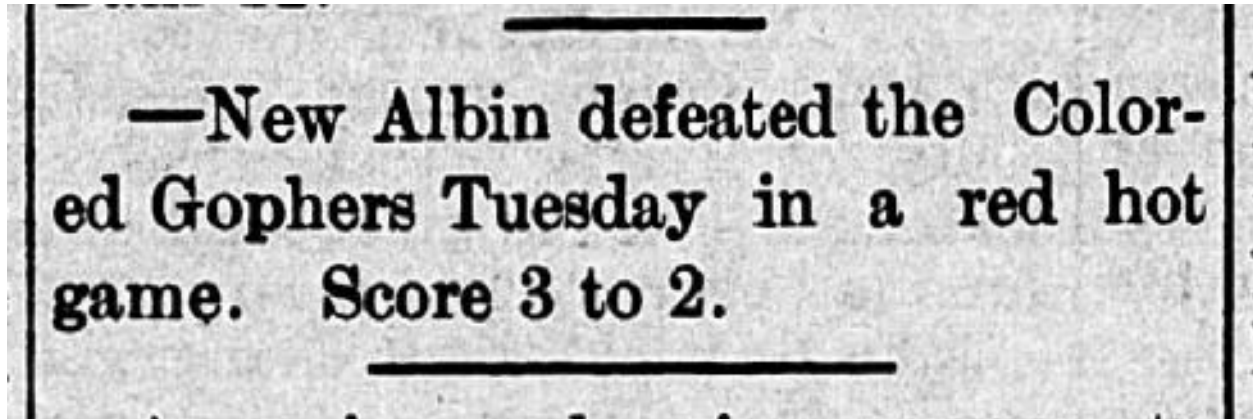 —New Albin defeated the Color-
ed Gophers Tuesday in a red hot
game. Score 3 to 2.